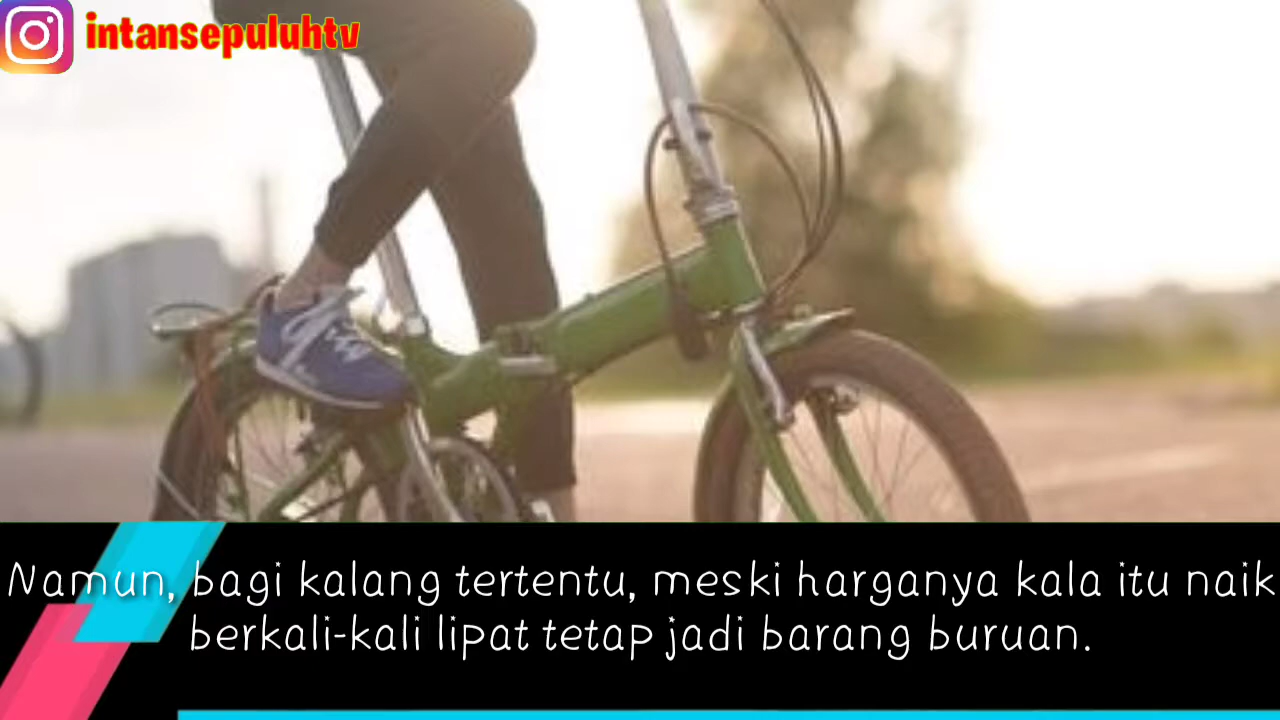 intansepuluhtv
Namun, bagi kalang tertentu, meski harganya kala itu naik
berkali-kali lipat tetap jadi barang buruan.